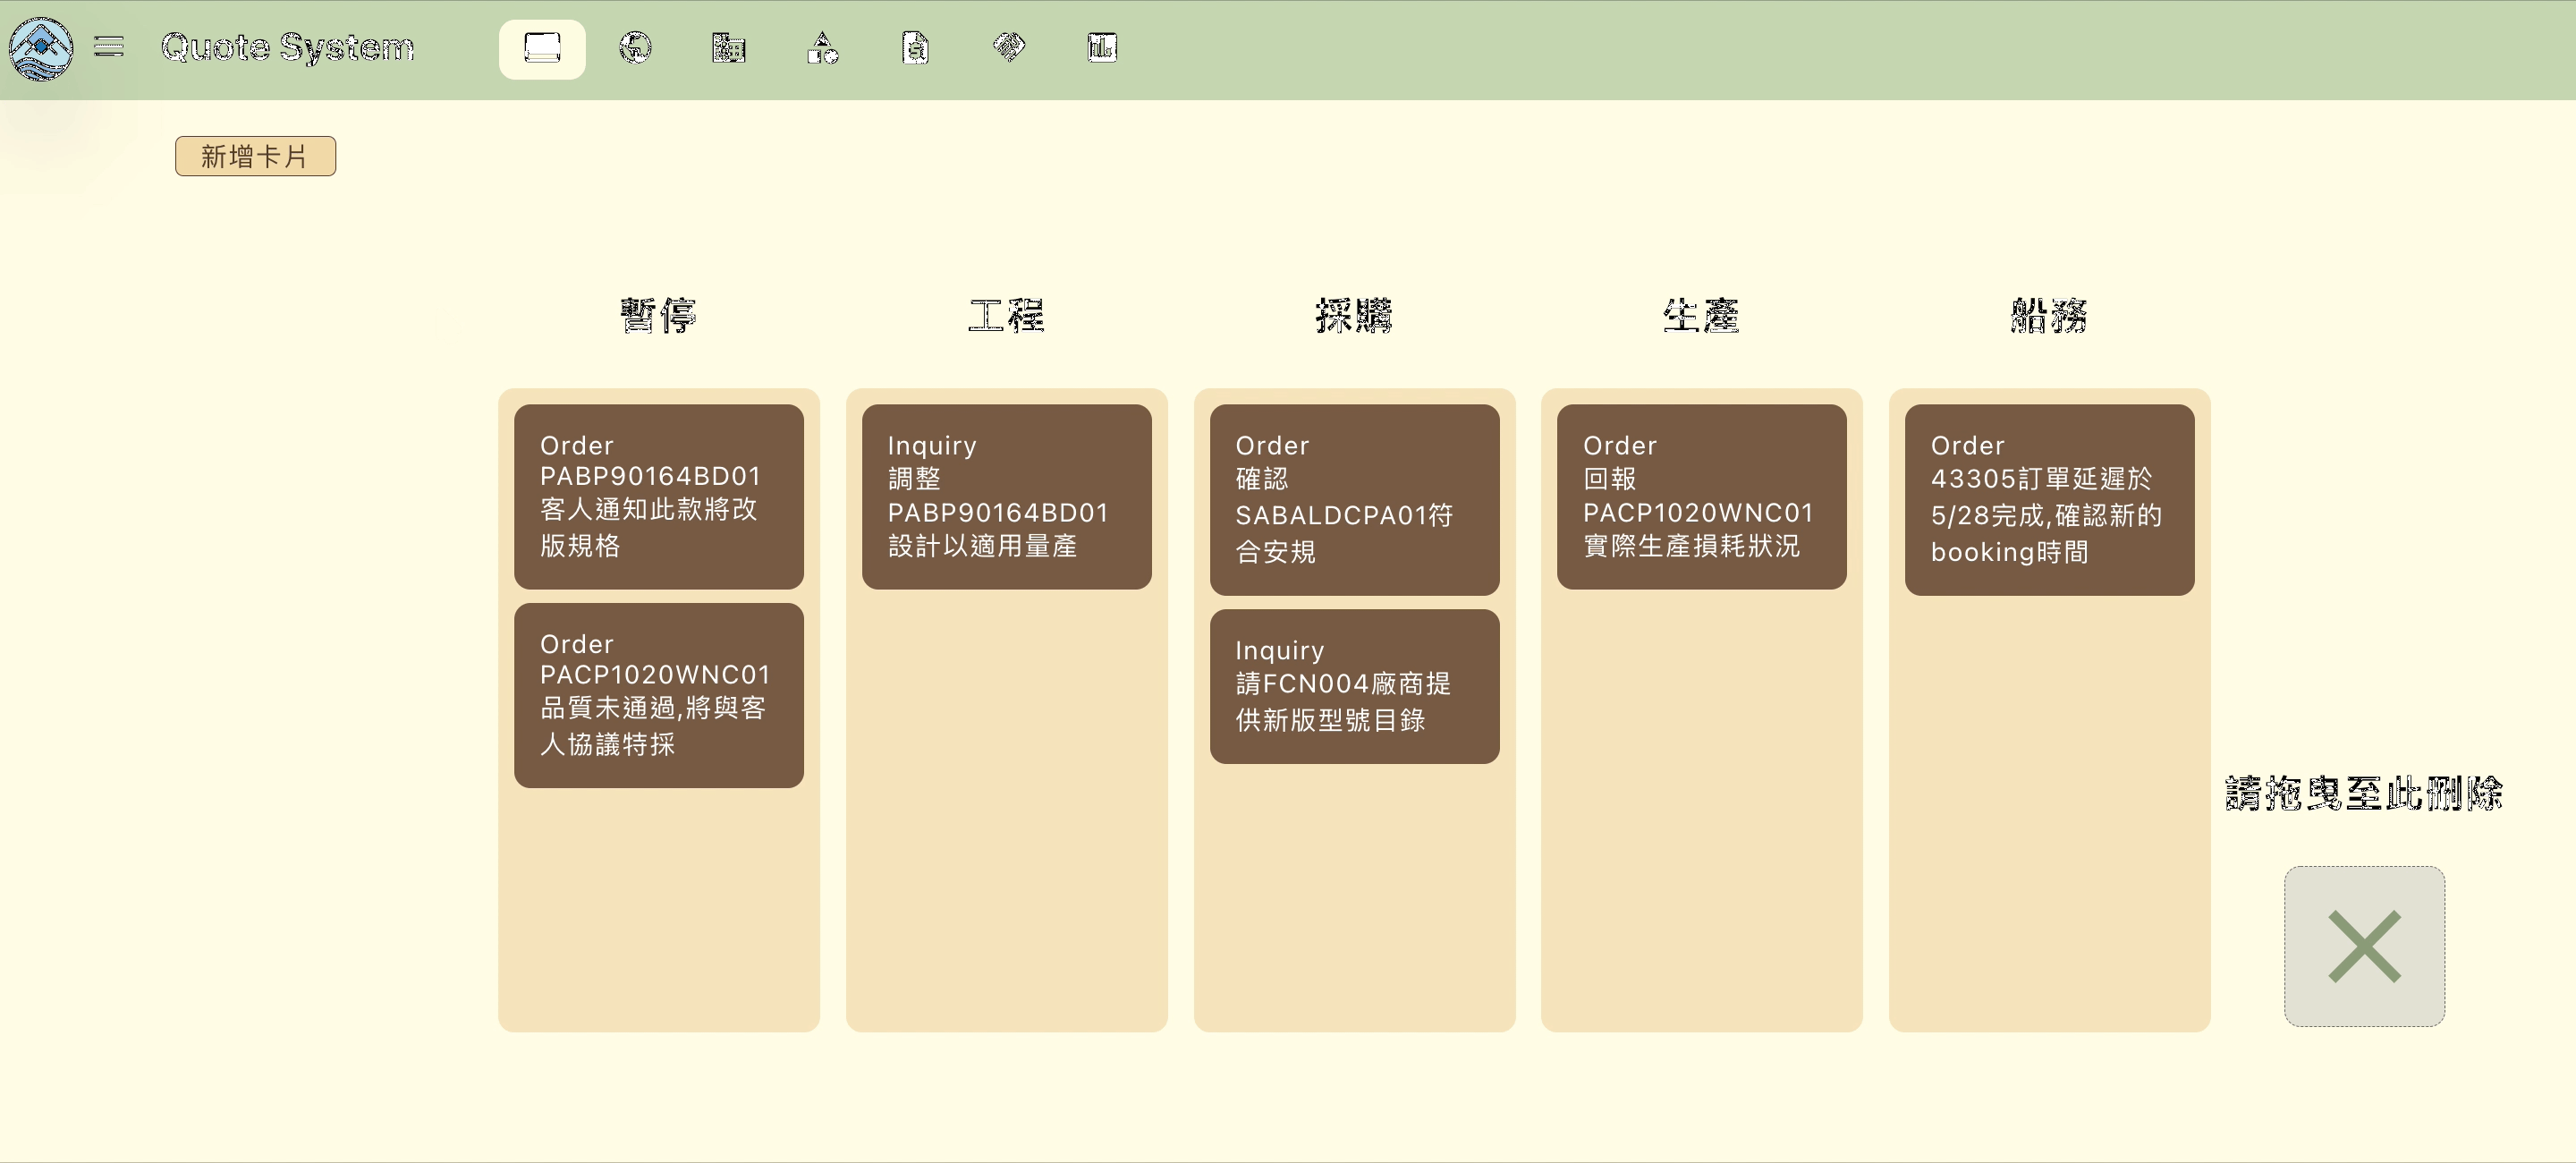 Quote System
新增卡片
暫停
Order
PABP90164BD01
客人通知此款將改
版規格
Order
PACP1020WNC01
品質未通過,將與客
人協議特採
工程
Inquiry
調整
PABP90164BD01
設計以適用量產
採購
Order
確認
SABALDCPA01符
合安規
Inquiry
請FCN004廠商提
供新版型號目錄
生產
Order
回報
PACP1020WNC01
實際生產損耗狀況
船務
Order
43305訂單延遲於
5/28完成,確認新的
booking時間
請拖曳至此刪除